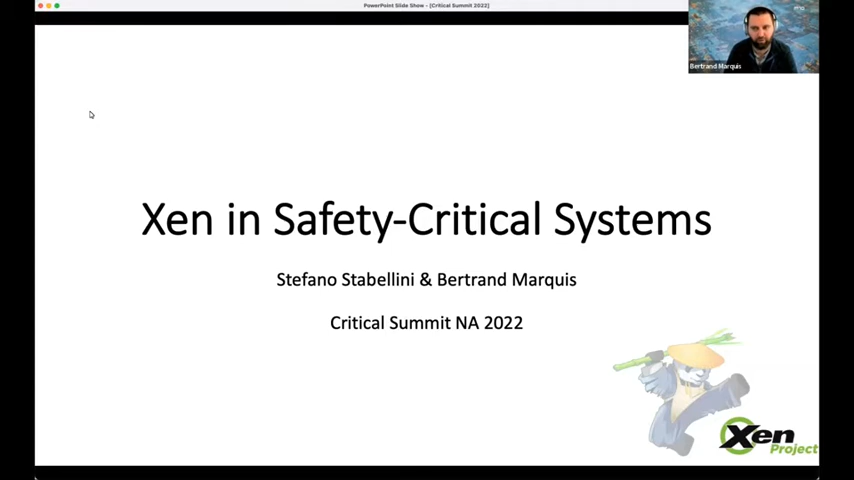 PowerPoint Slide Show - [Critical Summit 2022]
Bertrand Marquis
Xen in Safety-Critical Systems
Stefano Stabellini & Bertrand Marquis
Critical Summit NA 2022
Xen
Project